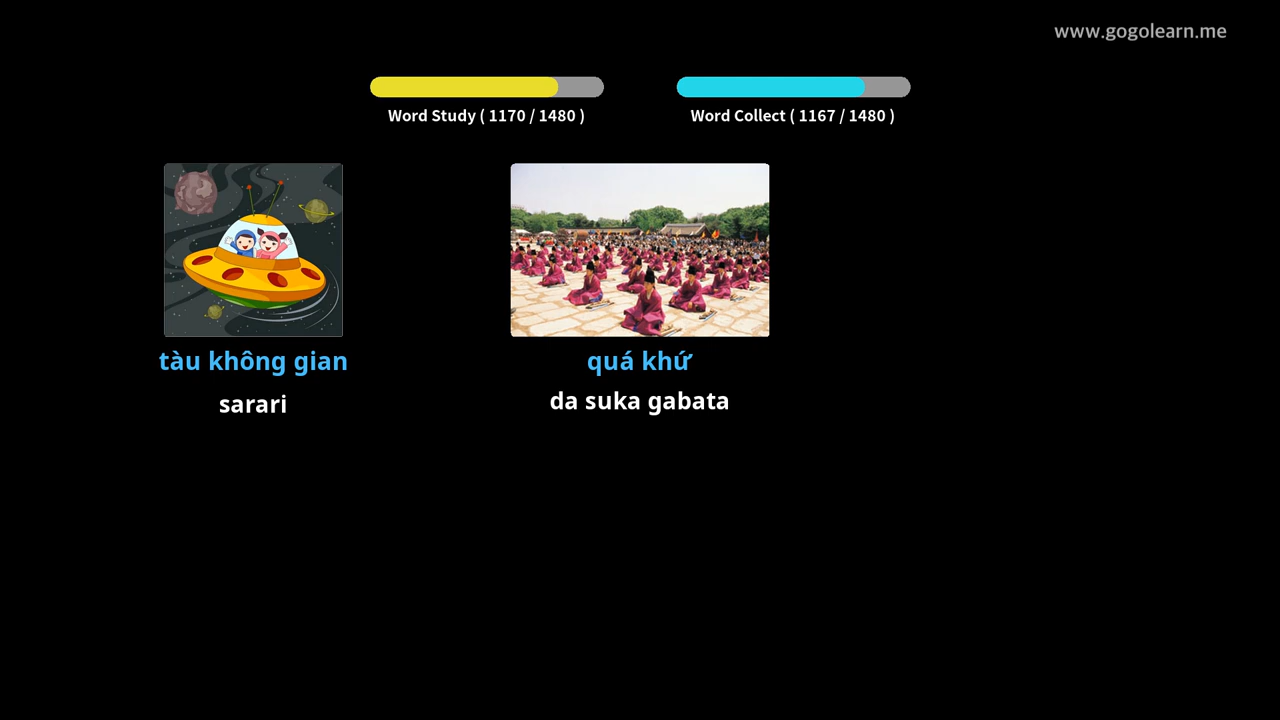 www.gogolearn.me
Word Study ( 1170 / 1480 )
Word Collect ( 1167 / 1480 )
tàu không gian
sarari
quá khứ
da suka gabata